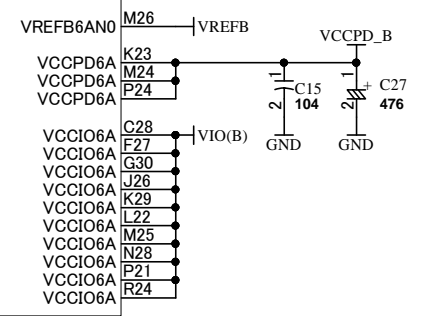 VREFB6AN0 M26 VREFB
VCCPD_B
VCCPD6A K23
VCCPD6A M24
VCCPD6A P24
1 C15 2 104 GND
1 + C27 2 476 GND
VCCIO6A C28 VIO(B)
VCCIO6A F27
VCCIO6A G30
VCCIO6A J26
VCCIO6A K29
VCCIO6A L22
VCCIO6A M25
VCCIO6A N28
VCCIO6A P21
VCCIO6A R24